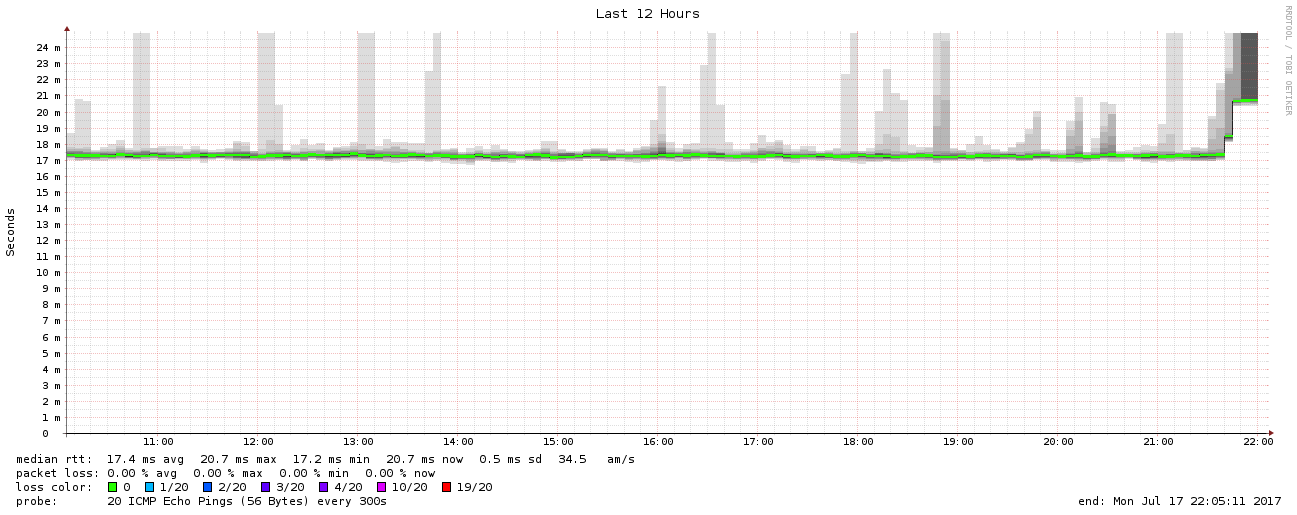 Last 12 Hours
RRDTOOL / TOBI OETIKER
Seconds
24 m
23 m
22 m
21 m
20 m
19 m
18 m
17 m
16 m
15 m
14 m
13 m
12 m
11 m
10 m
9 m
8 m
7 m
6 m
5 m
4 m
3 m
2 m
1 m
0
11:00 12:00 13:00 14:00 15:00 16:00 17:00 18:00 19:00 20:00 21:00 22:00
median rtt: 17.4 ms avg 20.7 ms max 17.2 ms min 20.7 ms now 0.5 ms sd 34.5 am/s
packet loss: 0.00 % avg 0.00 % max 0.00 % min 0.00 % now
loss color: 0 1/20 2/20 3/20 4/20 10/20 19/20
probe: 20 ICMP Echo Pings (56 Bytes) every 300s end: Mon Jul 17 22:05:11 2017